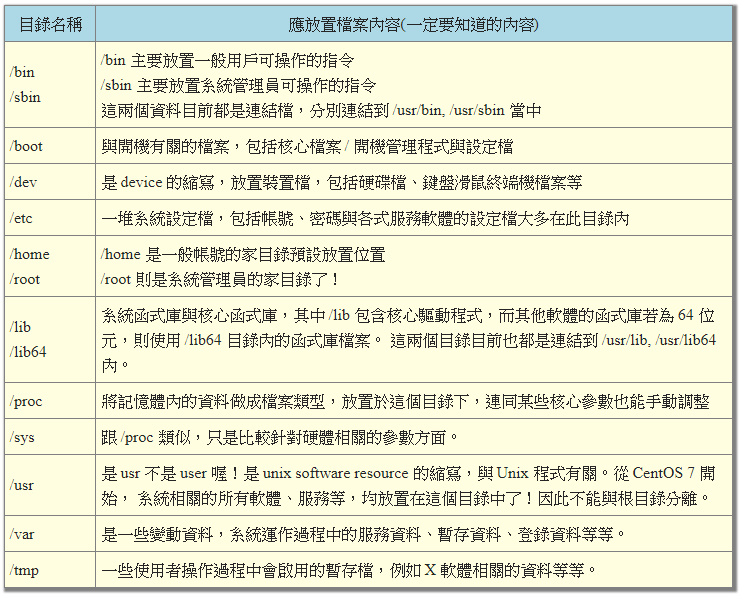 目錄名稱
應放置檔案內容(一定要知道的內容)
/bin
/sbin
/bin 主要放置一般用戶可操作的指令
/sbin 主要放置系統管理員可操作的指令
這兩個資料目前都是連結檔，分別連結到 /usr/bin, /usr/sbin 當中
/boot
與開機有關的檔案，包括核心檔案 / 開機管理程式與設定檔
/dev
是 device 的縮寫，放置裝置檔，包括硬碟檔、鍵盤滑鼠終端機檔案等
/etc
一堆系統設定檔，包括帳號、密碼與各式服務軟體的設定檔大多在此目錄內
/home
/root
/home 是一般帳號的家目錄預設放置位置
/root 則是系統管理員的家目錄了！
/lib
/lib64
系統函式庫與核心函式庫，其中 /lib 包含核心驅動程式，而其他軟體的函式庫若為 64 位
元，則使用 /lib64 目錄內的函式庫檔案。 這兩個目錄目前也都是連結到 /usr/lib, /usr/lib64
內。
/proc
將記憶體內的資料做成檔案類型，放置於這個目錄下，連同某些核心參數也能手動調整
/sys
跟 /proc 類似，只是比較針對硬體相關的參數方面。
/usr
是 usr 不是 user 喔！是 unix software resource 的縮寫，與 Unix 程式有關。從 CentOS 7 開
始， 系統相關的所有軟體、服務等，均放置在這個目錄中了！因此不能與根目錄分離。
/var
是一些變動資料，系統運作過程中的服務資料、暫存資料、登錄資料等等。
/tmp
一些使用者操作過程中會啟用的暫存檔，例如 X 軟體相關的資料等等。